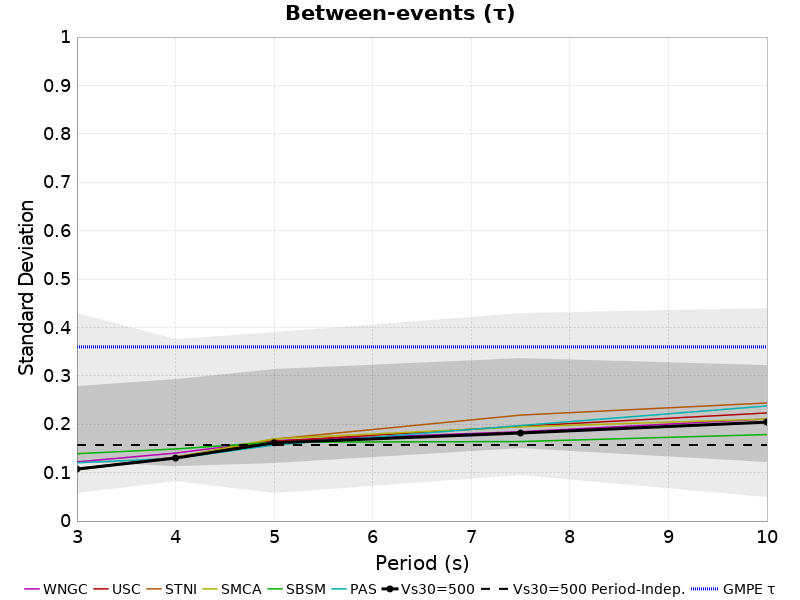 Between-events (τ)
Standard Deviation
1
0.9
0.8
0.7
0.6
0.5
0.4
0.3
0.2
0.1
0
3 4 5 6 7 8 9 10
Period (s)
WNGC USC STNI SMCA SBSM PAS Vs30=500 Vs30=500 Period-Indep. GMPE τ